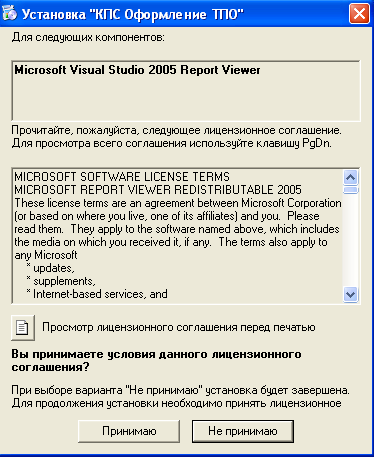 Установка "КПС Оформление ТПО"
Для следующих компонентов:
Microsoft Visual Studio 2005 Report Viewer
Прочитайте, пожалуйста, следующее лицензионное соглашение.
Для просмотра всего соглашения используйте клавишу PgDn.
MICROSOFT SOFTWARE LICENSE TERMS
MICROSOFT REPORT VIEWER REDISTRIBUTABLE 2005
These license terms are an agreement between Microsoft Corporation
(or based on where you live, one of its affiliates) and you.  Please
read them.  They apply to the software named above, which includes
the media on which you received it, if any.  The terms also apply to
any Microsoft
* updates,
* supplements,
* Internet-based services, and
Просмотр лицензионного соглашения перед печатью
Вы принимаете условия данного лицензионного
соглашения?
При выборе варианта "Не принимаю" установка будет завершена.
Для продолжения установки необходимо принять лицензионное
Принимаю
Не принимаю